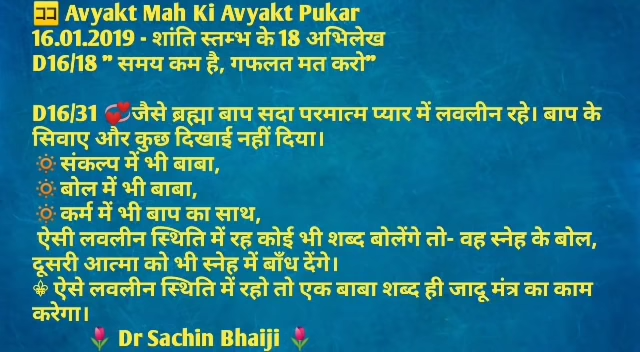 🈁 Avyakt Mah Ki Avyakt Pukar
16.01.2019 - शांति स्तम्भ के 18 अभिलेख
D16/18 " समय कम है, गफलत मत करो"
D16/31 💞जैसे ब्रह्मा बाप सदा परमात्म प्यार में लवलीन रहे। बाप के
सिवाए और कुछ दिखाई नहीं दिया।
🔅संकल्प में भी बाबा,
🔅बोल में भी बाबा,
🔅कर्म में भी बाप का साथ,
ऐसी लवलीन स्थिति में रह कोई भी शब्द बोलेंगे तो- वह स्नेह के बोल,
दूसरी आत्मा को भी स्नेह में बाँध देंगे।
⚜ ऐसे लवलीन स्थिति में रहो तो एक बाबा शब्द ही जादू मंत्र का काम
करेगा।
🌷 Dr Sachin Bhaiji 🌷